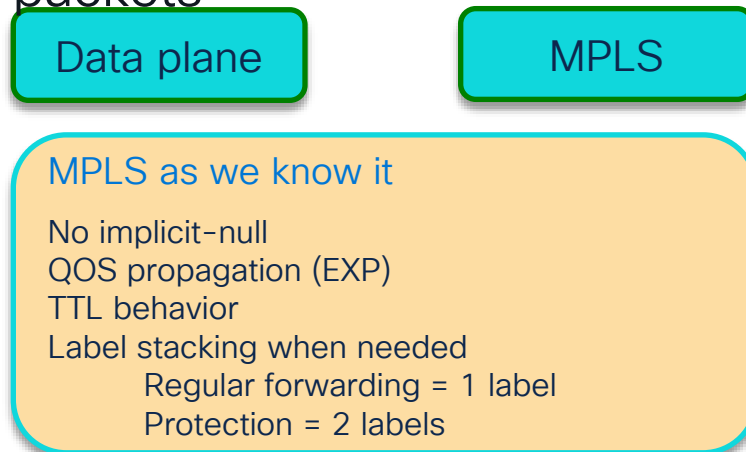 packets
Data plane
MPLS
MPLS as we know it
No implicit-null
QOS propagation (EXP)
TTL behavior
Label stacking when needed
Regular forwarding = 1 label
Protection = 2 labels